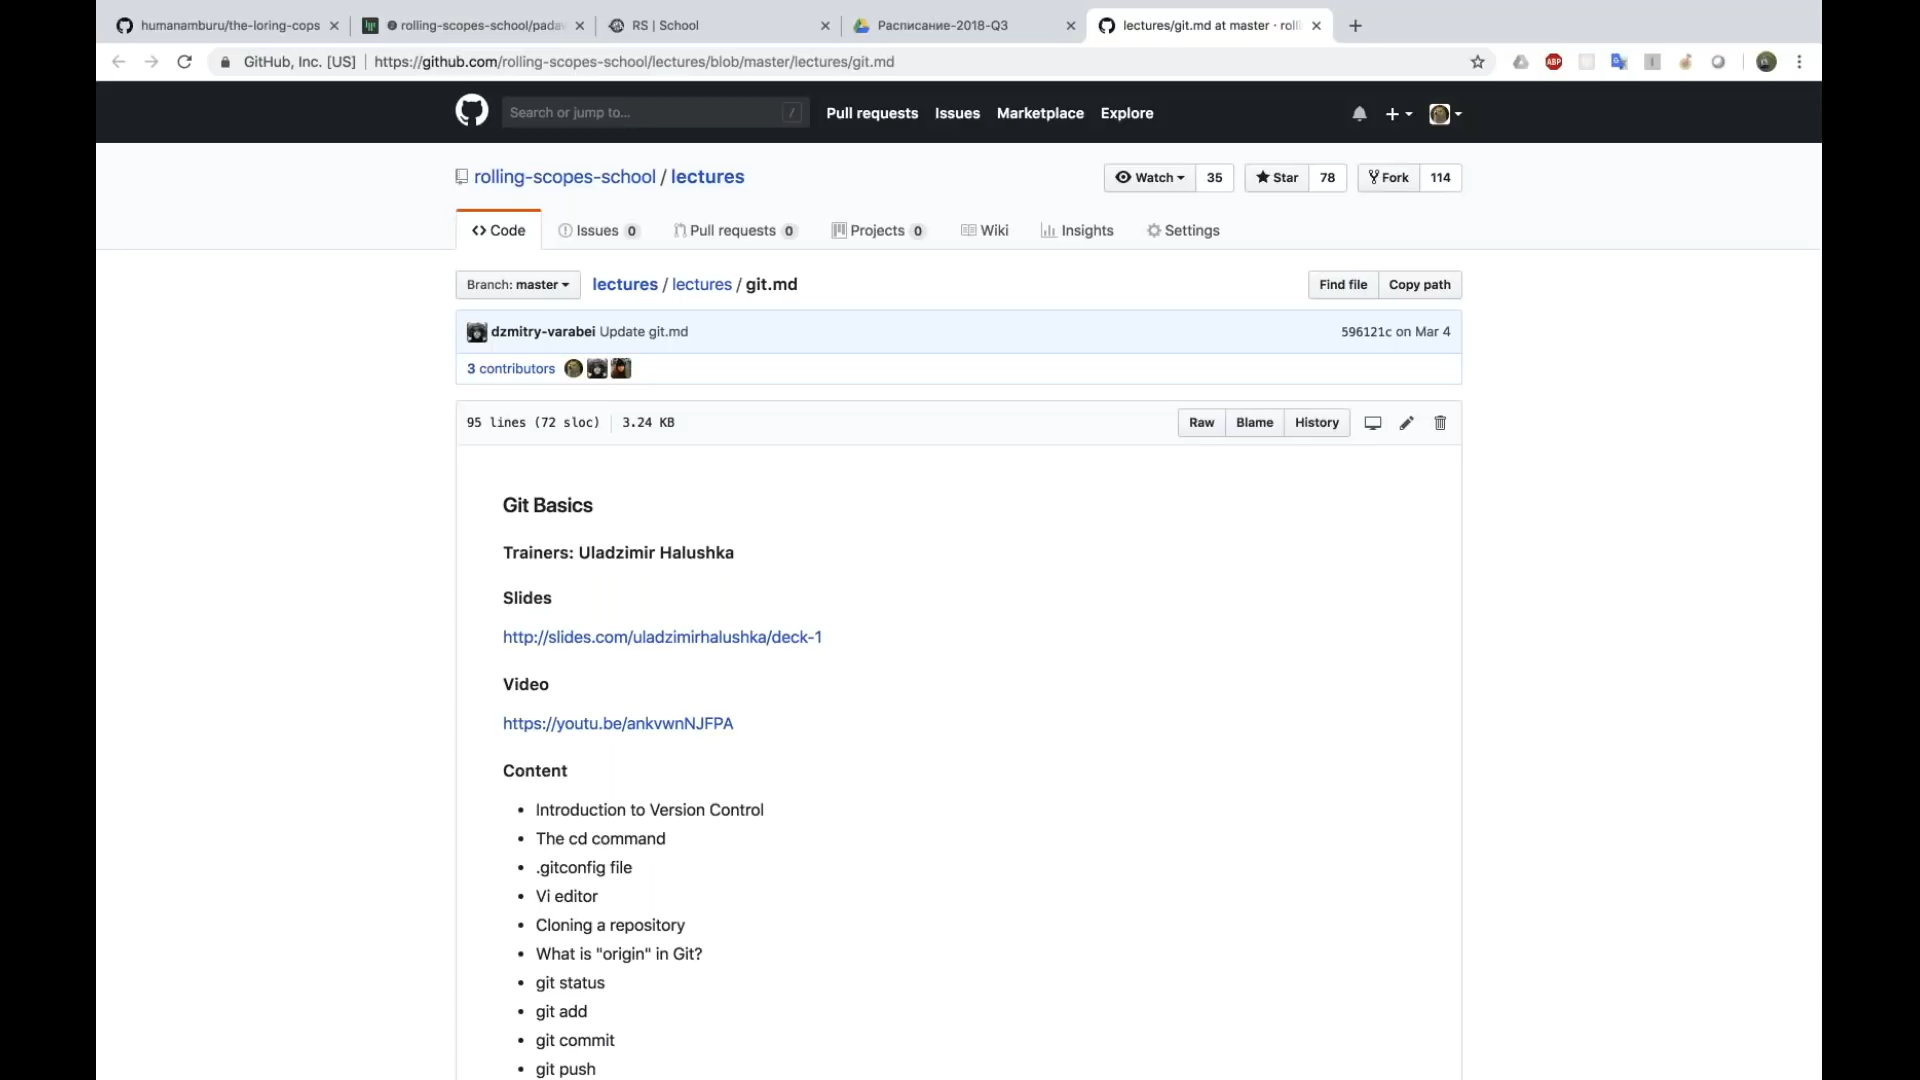 humanamburu/the-loring-cops
rolling-scopes-school/pada
RS | School
Расписание-2018-Q3
lectures/git.md at master · roll
GitHub, Inc. [US] | https://github.com/rolling-scopes-school/lectures/blob/master/lectures/git.md
ABP
Search or jump to...
/
Pull requests
Issues
Marketplace
Explore
rolling-scopes-school / lectures
Watch 35
Star 78
Fork 114
Code
Issues 0
Pull requests 0
Projects 0
Wiki
Insights
Settings
Branch: master
lectures / lectures / git.md
Find file
Copy path
dzmitry-varabei Update git.md
596121c on Mar 4
3 contributors
95 lines (72 sloc)
3.24 KB
Raw
Blame
History
Git Basics
Trainers: Uladzimir Halushka
Slides
http://slides.com/uladzimirhalushka/deck-1
Video
https://youtu.be/ankvwnNJFPA
Content
• Introduction to Version Control
• The cd command
• .gitconfig file
• Vi editor
• Cloning a repository
• What is "origin" in Git?
• git status
• git add
• git commit
• git push